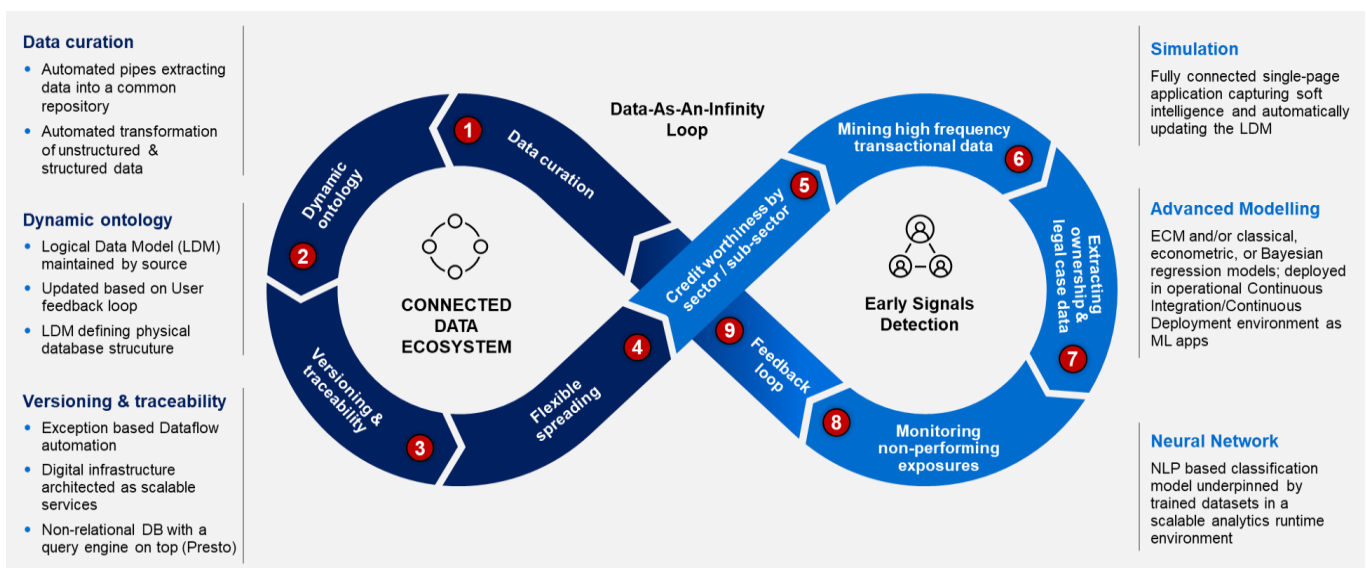 Data curation
• Automated pipes extracting
data into a common
repository
• Automated transformation
of unstructured &
structured data
Dynamic ontology
• Logical Data Model (LDM)
maintained by source
• Updated based on User
feedback loop
• LDM defining physical
database strucuture
Versioning & traceability
• Exception based Dataflow
automation
• Digital infrastructure
architected as scalable
services
• Non-relational DB with a
query engine on top (Presto)
Data-As-An-Infinity
Loop
1
Data curation
2
Dynamic
ontology
3
Versioning &
traceability
4
Flexible
spreading
CONNECTED
DATA
ECOSYSTEM
5
Credit worthiness by
sector / sub-sector
6
Mining high frequency
transactional data
7
Extracting
ownership &
legal case data
8
Monitoring
non-performing
exposures
9
Feedback
loop
Early Signals
Detection
Simulation
Fully connected single-page
application capturing soft
intelligence and automatically
updating the LDM
Advanced Modelling
ECM and/or classical,
econometric, or Bayesian
regression models; deployed
in operational Continuous
Integration/Continuous
Deployment environment as
ML apps
Neural Network
NLP based classification
model underpinned by
trained datasets in a
scalable analytics runtime
environment